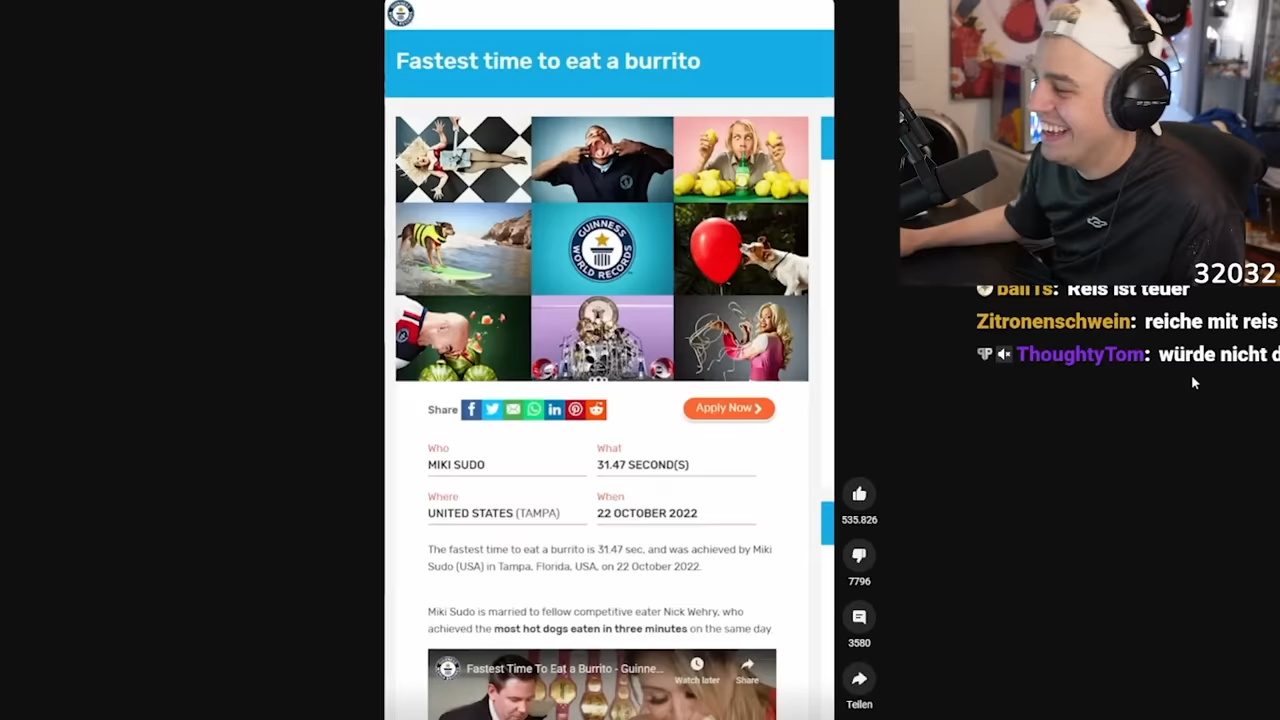 Fastest time to eat a burrito
GUINNESS
WORLD RECORDS
Share
Apply Now
Who
MIKI SUDO
What
31.47 SECOND(S)
Where
UNITED STATES (TAMPA)
When
22 OCTOBER 2022
The fastest time to eat a burrito is 31.47 sec, and was achieved by Miki
Sudo (USA) in Tampa, Florida, USA, on 22 October 2022.
Miki Sudo is married to fellow competitive eater Nick Wehry, who
achieved the most hot dogs eaten in three minutes on the same day
Fastest Time To Eat a Burrito - Guinne...
Watch later
Share
535.826
7796
3580
Teilen
32032
Reis ist teuer
Zitronenschwein: reiche mit reis
ThoughtyTom: würde nicht d